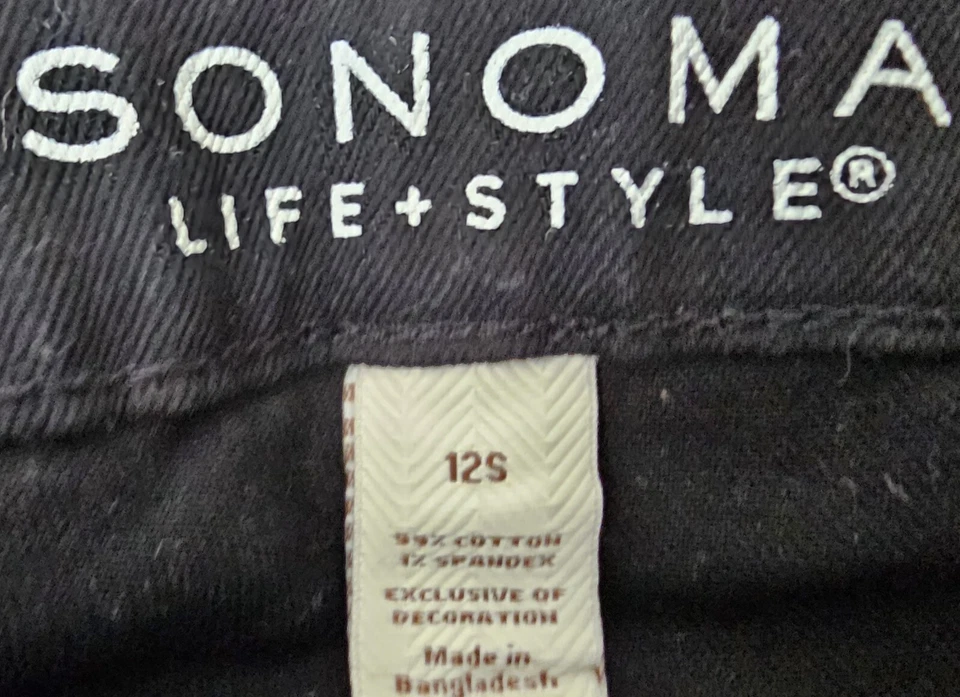 SONOMA
LIFE+STYLE®
12S
99% COTTON
1% SPANDEX
EXCLUSIVE OF
DECORATION
Made in
Bangladesh